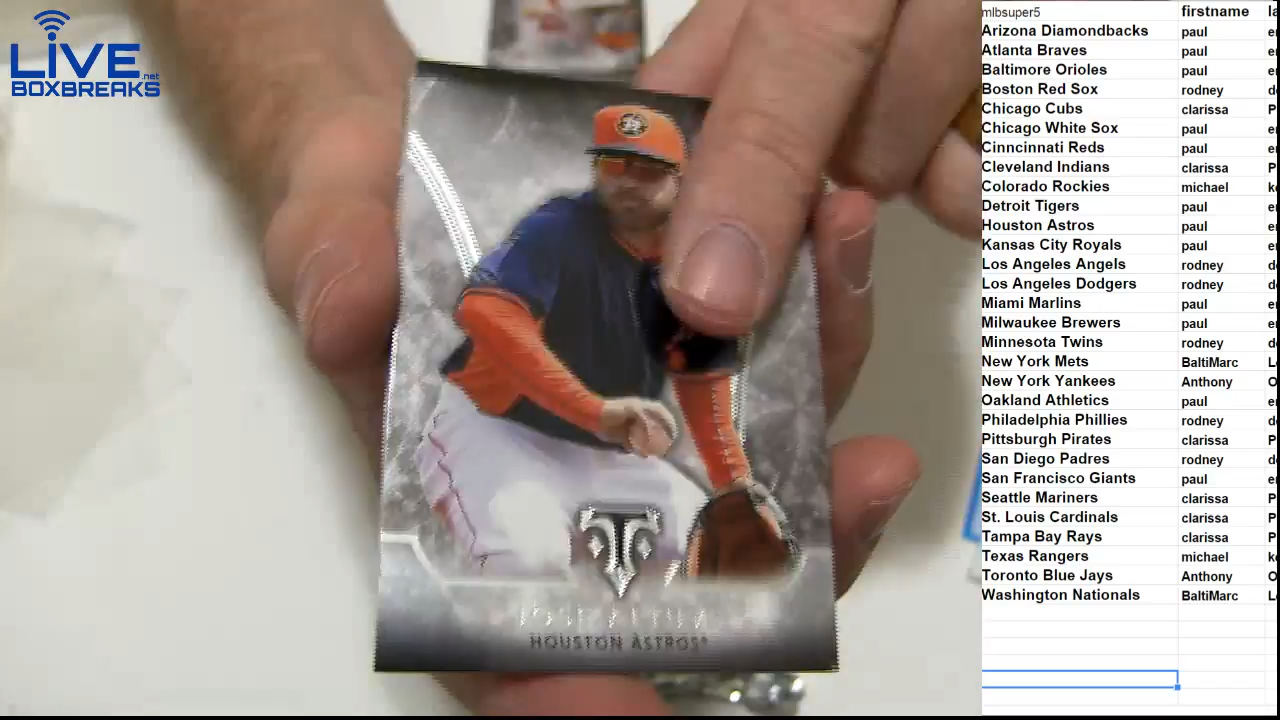 LiVE.net
BOXBREAKS
HOUSTON ASTROS
mlbsuper5 firstname la
Arizona Diamondbacks paul e
Atlanta Braves paul e
Baltimore Orioles paul e
Boston Red Sox rodney d
Chicago Cubs clarissa P
Chicago White Sox paul e
Cinncinnati Reds paul e
Cleveland Indians clarissa P
Colorado Rockies michael k
Detroit Tigers paul e
Houston Astros paul e
Kansas City Royals paul e
Los Angeles Angels rodney d
Los Angeles Dodgers rodney d
Miami Marlins paul e
Milwaukee Brewers paul e
Minnesota Twins rodney d
New York Mets BaltiMarc L
New York Yankees Anthony O
Oakland Athletics paul e
Philadelphia Phillies rodney d
Pittsburgh Pirates clarissa P
San Diego Padres rodney d
San Francisco Giants paul e
Seattle Mariners clarissa P
St. Louis Cardinals clarissa P
Tampa Bay Rays clarissa P
Texas Rangers michael k
Toronto Blue Jays Anthony O
Washington Nationals BaltiMarc L